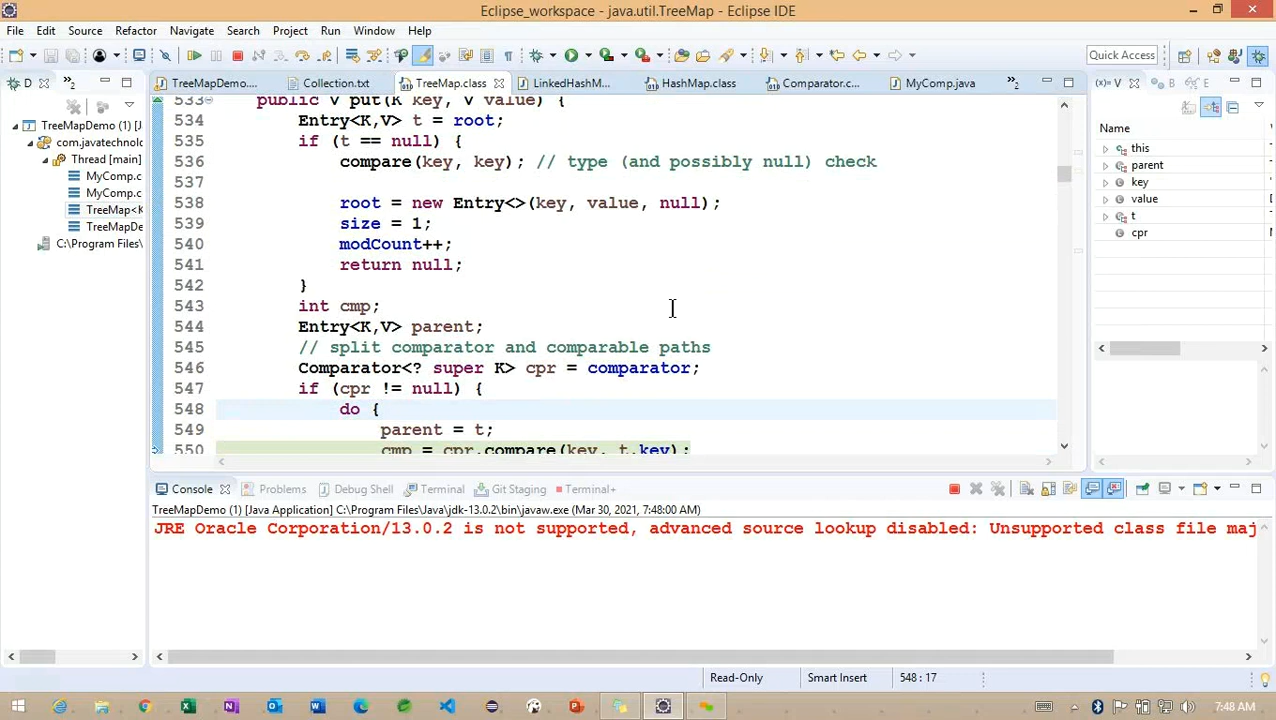 Eclipse_workspace - java.util.TreeMap - Eclipse IDE
File Edit Source Refactor Navigate Search Project Run Window Help
Quick Access
D
»2
TreeMapDemo....
Collection.txt
TreeMap.class
LinkedHashM...
HashMap.class
Comparator.c...
MyComp.java
»2
(x)= V
B
E
TreeMapDemo (1) [J
com.javatechnolo
Thread [main]
MyComp.c
MyComp.c
TreeMap<K
TreeMapDe
C:\Program Files\
533 public V put(K key, V value) {
534 Entry<K,V> t = root;
535 if (t == null) {
536 compare(key, key); // type (and possibly null) check
537
538 root = new Entry<>(key, value, null);
539 size = 1;
540 modCount++;
541 return null;
542 }
543 int cmp;
544 Entry<K,V> parent;
545 // split comparator and comparable paths
546 Comparator<? super K> cpr = comparator;
547 if (cpr != null) {
548 do {
549 parent = t;
550 cmp = cpr.compare(key, t.key);
Name
this
parent
key
value
t
cpr
Console Problems Debug Shell Terminal Git Staging Terminal+
TreeMapDemo (1) [Java Application] C:\Program Files\Java\jdk-13.0.2\bin\javaw.exe (Mar 30, 2021, 7:48:00 AM)
JRE Oracle Corporation/13.0.2 is not supported, advanced source lookup disabled: Unsupported class file maj
Read-Only Smart Insert 548 : 17
7:48 AM